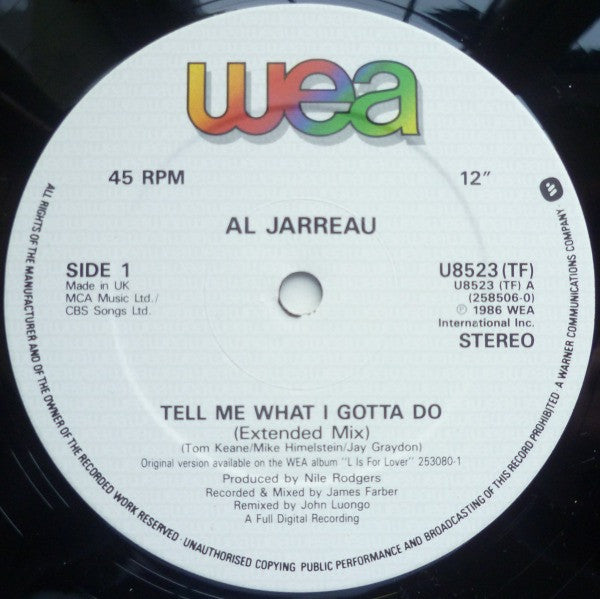 wea
45 RPM
12"
AL JARREAU
SIDE 1
Made in UK
MCA Music Ltd./
CBS Songs Ltd.
U8523 (TF)
U8523 (TF) A
(258506-0)
℗ 1986 WEA
International Inc.
STEREO
TELL ME WHAT I GOTTA DO
(Extended Mix)
(Tom Keane/Mike Himelstein/Jay Graydon)
Original version available on the WEA album "L Is For Lover" 253080-1
Produced by Nile Rodgers
Recorded & Mixed by James Farber
Remixed by John Luongo
A Full Digital Recording
ALL RIGHTS OF THE MANUFACTURER AND OF THE OWNER OF THE RECORDED WORK RESERVED · UNAUTHORISED COPYING PUBLIC PERFORMANCE AND BROADCASTING OF THIS RECORD PROHIBITED A WARNER COMMUNICATIONS COMPANY